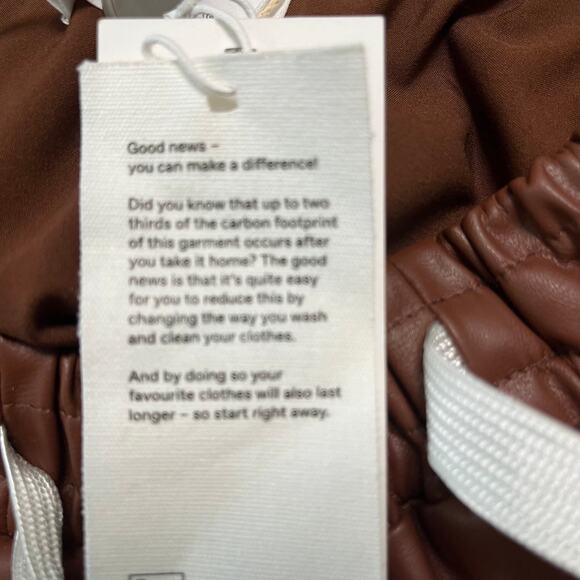 Good news –
you can make a difference!
Did you know that up to two
thirds of the carbon footprint
of this garment occurs after
you take it home? The good
news is that it's quite easy
for you to reduce this by
changing the way you wash
and clean your clothes.
And by doing so your
favourite clothes will also last
longer – so start right away.